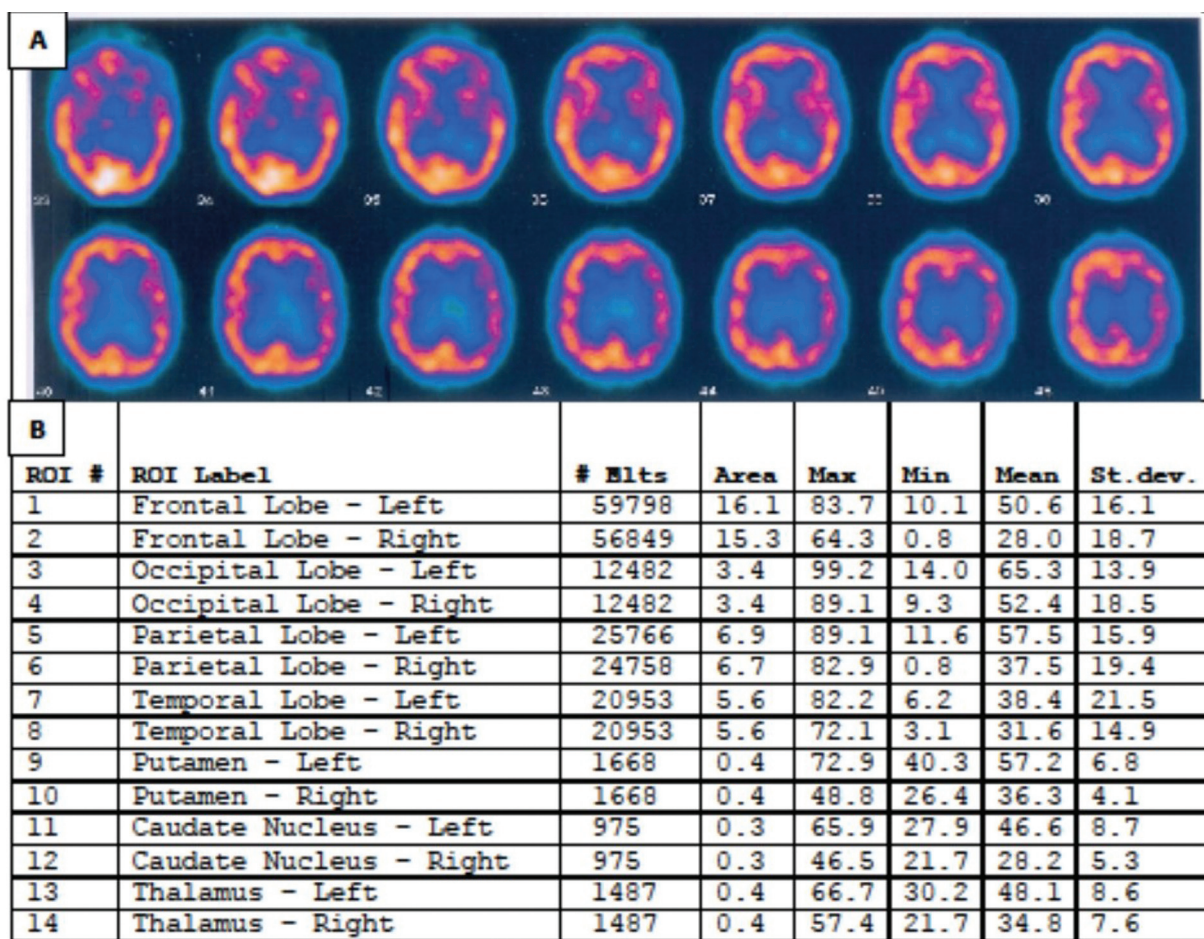 A
40 41 42 43 44
B
ROI # ROI Label # Blts Area Max Min Mean St.dev.
1 Frontal Lobe - Left 59798 16.1 83.7 10.1 50.6 16.1
2 Frontal Lobe - Right 56849 15.3 64.3 0.8 28.0 18.7
3 Occipital Lobe - Left 12482 3.4 99.2 14.0 65.3 13.9
4 Occipital Lobe - Right 12482 3.4 89.1 9.3 52.4 18.5
5 Parietal Lobe - Left 25766 6.9 89.1 11.6 57.5 15.9
6 Parietal Lobe - Right 24758 6.7 82.9 0.8 37.5 19.4
7 Temporal Lobe - Left 20953 5.6 82.2 6.2 38.4 21.5
8 Temporal Lobe - Right 20953 5.6 72.1 3.1 31.6 14.9
9 Putamen - Left 1668 0.4 72.9 40.3 57.2 6.8
10 Putamen - Right 1668 0.4 48.8 26.4 36.3 4.1
11 Caudate Nucleus - Left 975 0.3 65.9 27.9 46.6 8.7
12 Caudate Nucleus - Right 975 0.3 46.5 21.7 28.2 5.3
13 Thalamus - Left 1487 0.4 66.7 30.2 48.1 8.6
14 Thalamus - Right 1487 0.4 57.4 21.7 34.8 7.6